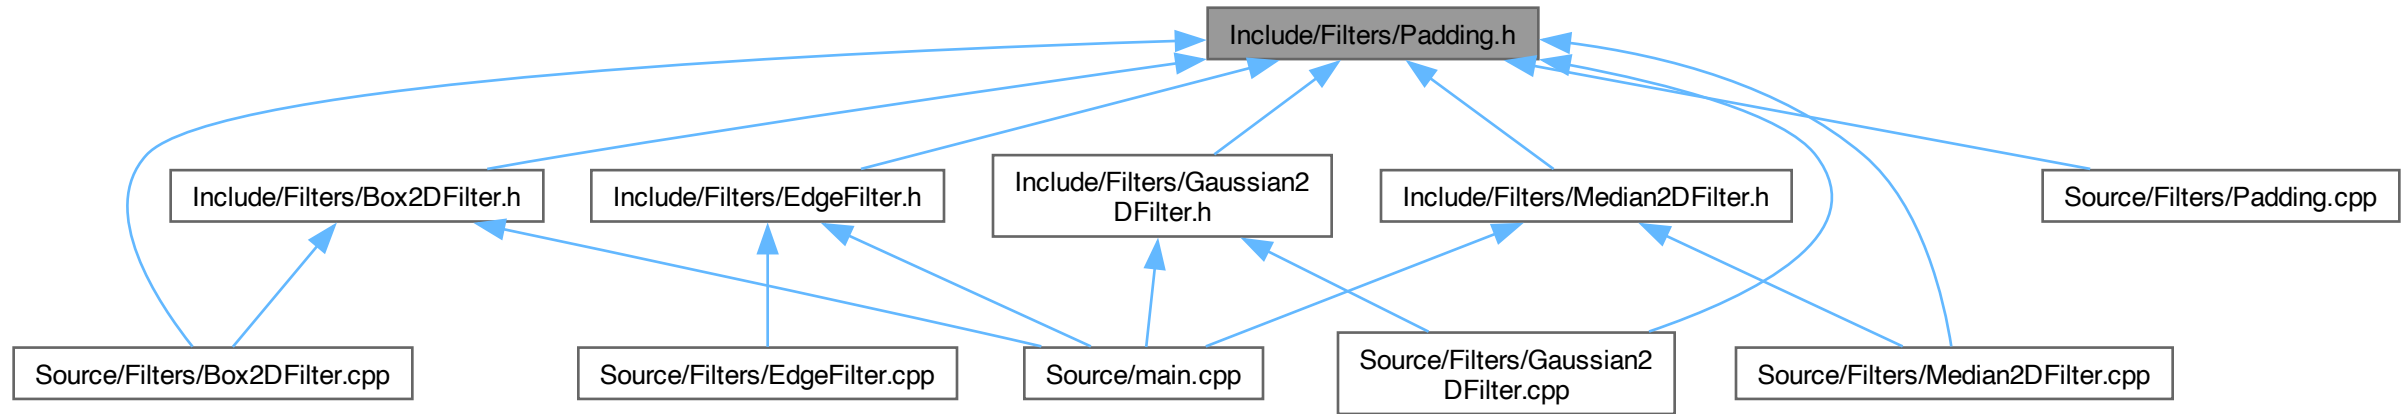 Include/Filters/Padding.h
Include/Filters/Box2DFilter.h
Include/Filters/EdgeFilter.h
Include/Filters/Gaussian2
DFilter.h
Include/Filters/Median2DFilter.h
Source/Filters/Padding.cpp
Source/Filters/Box2DFilter.cpp
Source/Filters/EdgeFilter.cpp
Source/main.cpp
Source/Filters/Gaussian2
DFilter.cpp
Source/Filters/Median2DFilter.cpp